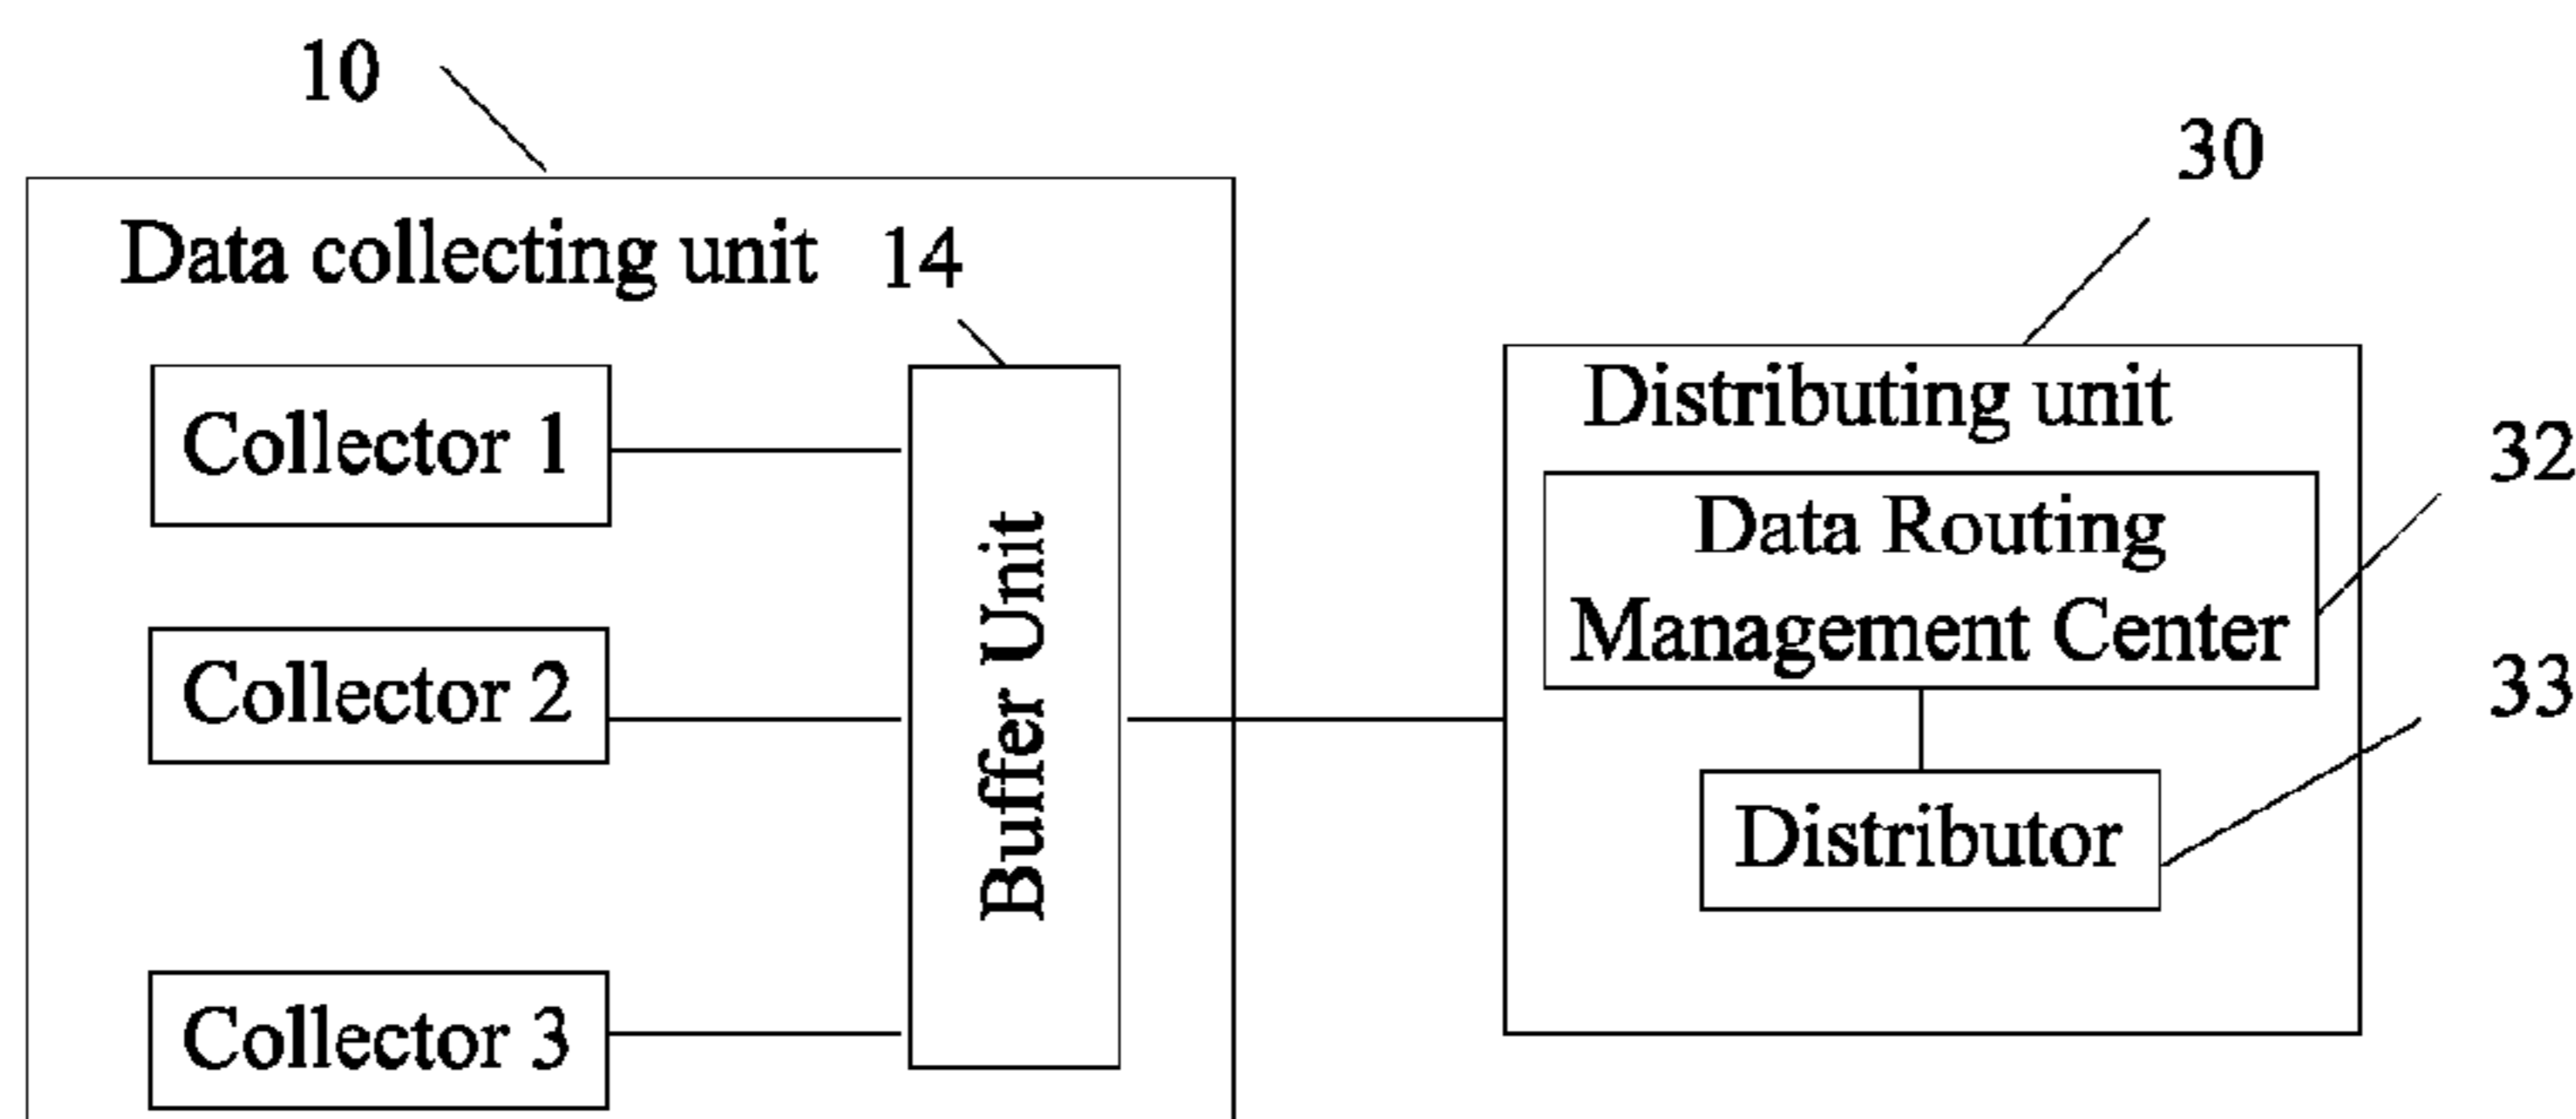 10
30
Data collecting unit 14
Distributing unit
Collector 1
32
Data Routing
Management Center
Buffer Unit
Collector 2
33
Distributor
Collector 3